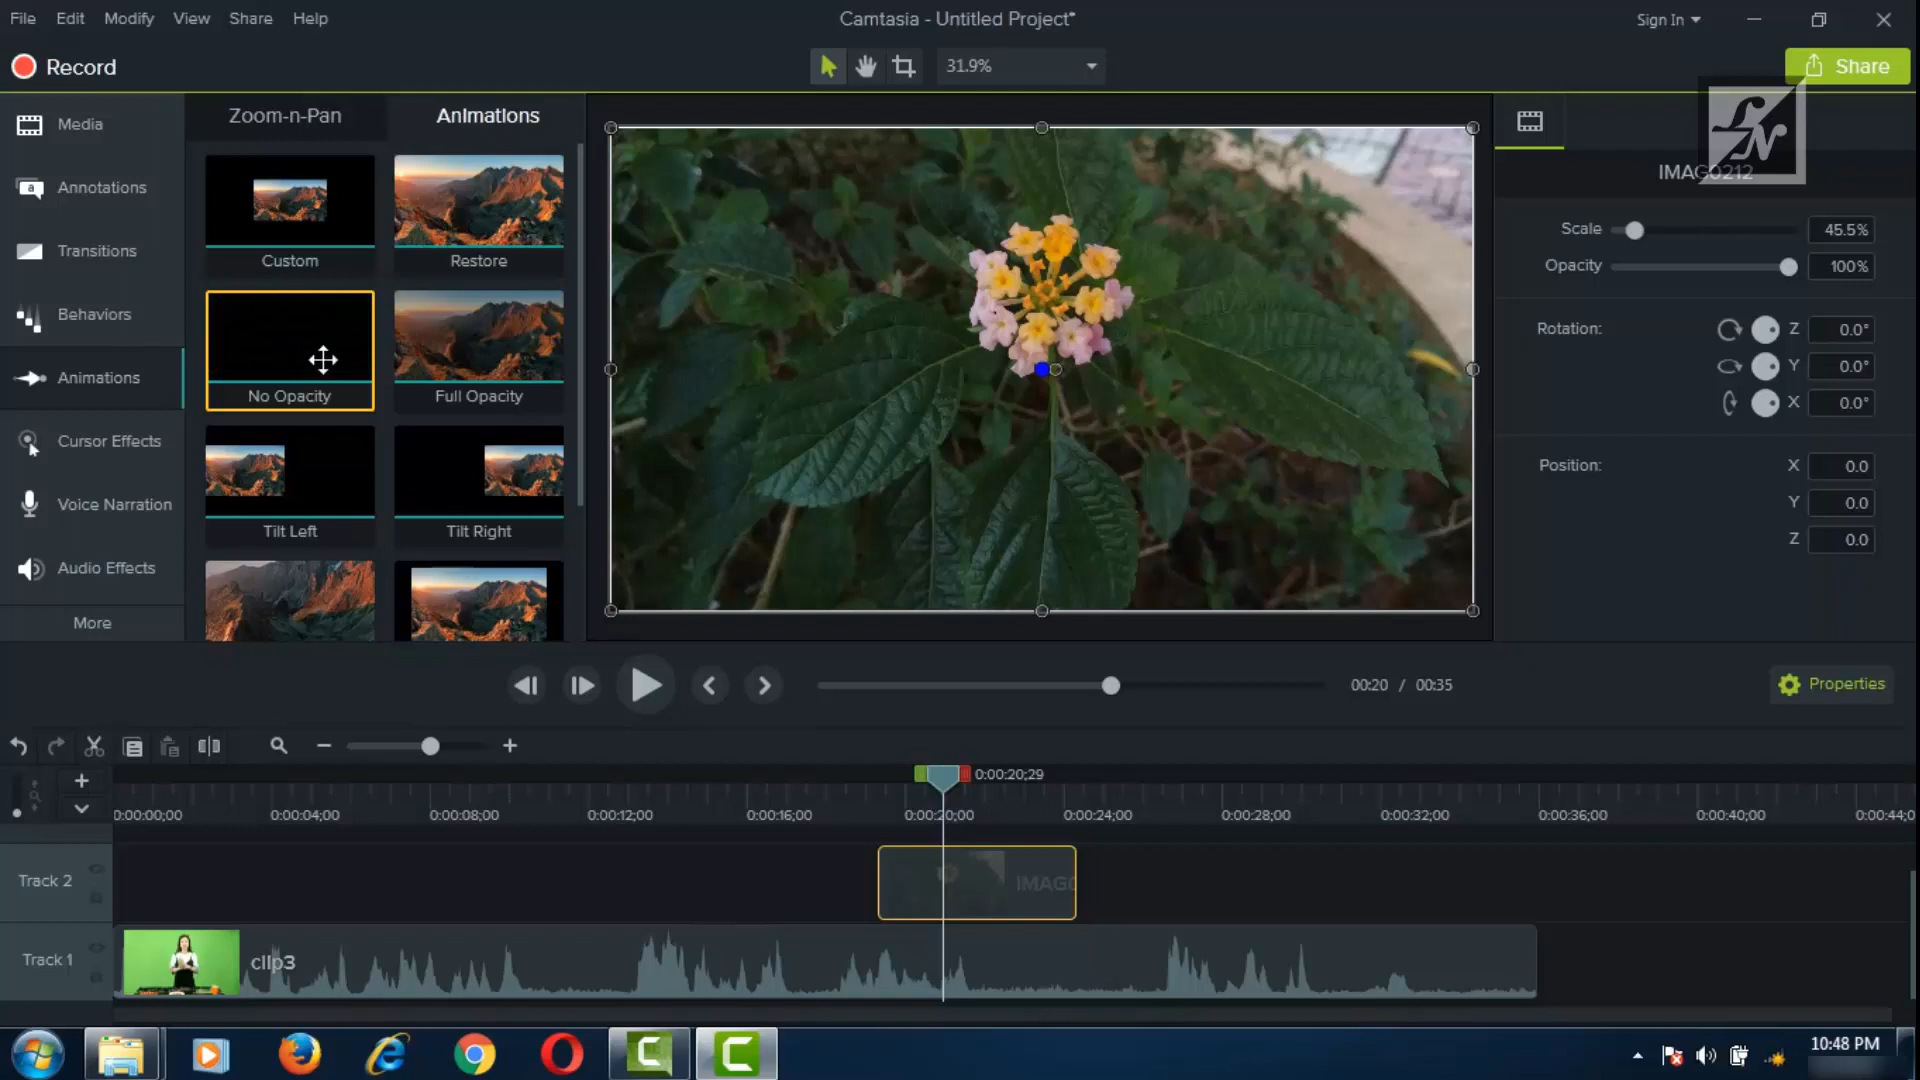 File Edit Modify View Share Help
Camtasia - Untitled Project*
Sign In
Record
31.9%
Share
Media
Annotations
Transitions
Behaviors
Animations
Cursor Effects
Voice Narration
Audio Effects
More
Zoom-n-Pan
Animations
Custom
Restore
No Opacity
Full Opacity
Tilt Left
Tilt Right
IMAG0212
Scale 45.5%
Opacity 100%
Rotation: Z 0.0°
Y 0.0°
X 0.0°
Position: X 0.0
Y 0.0
Z 0.0
00:20 / 00:35
Properties
0:00:20;29
0:00:00;00 0:00:04;00 0:00:08;00 0:00:12;00 0:00:16;00 0:00:20;00 0:00:24;00 0:00:28;00 0:00:32;00 0:00:36;00 0:00:40;00 0:00:44;0
Track 2
IMAG0
Track 1
clip3
10:48 PM